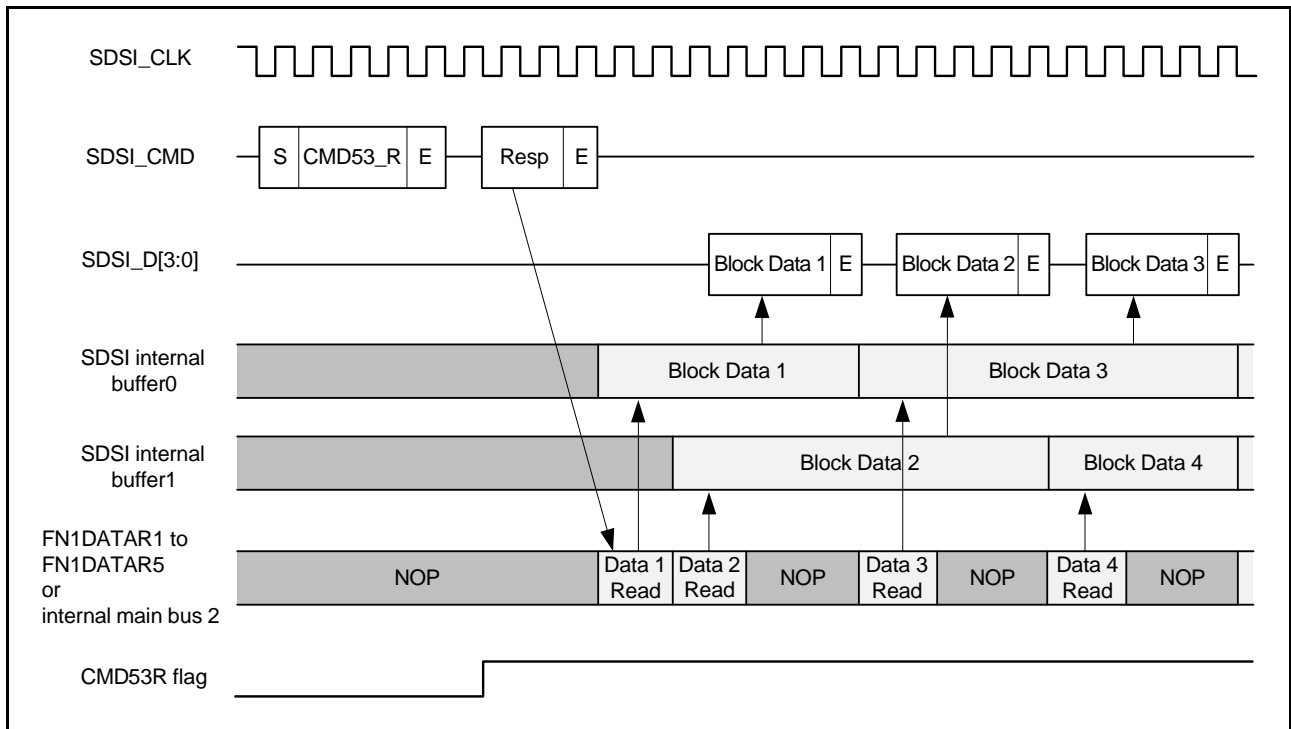 SDSI_CLK
SDSI_CMD
S
CMD53_R
E
Resp
E
SDSI_D[3:0]
Block Data 1
E
Block Data 2
E
Block Data 3
E
SDSI internal
buffer0
Block Data 1
Block Data 3
SDSI internal
buffer1
Block Data 2
Block Data 4
FN1DATAR1 to
FN1DATAR5
or
internal main bus 2
NOP
Data 1
Read
Data 2
Read
NOP
Data 3
Read
NOP
Data 4
Read
NOP
CMD53R flag